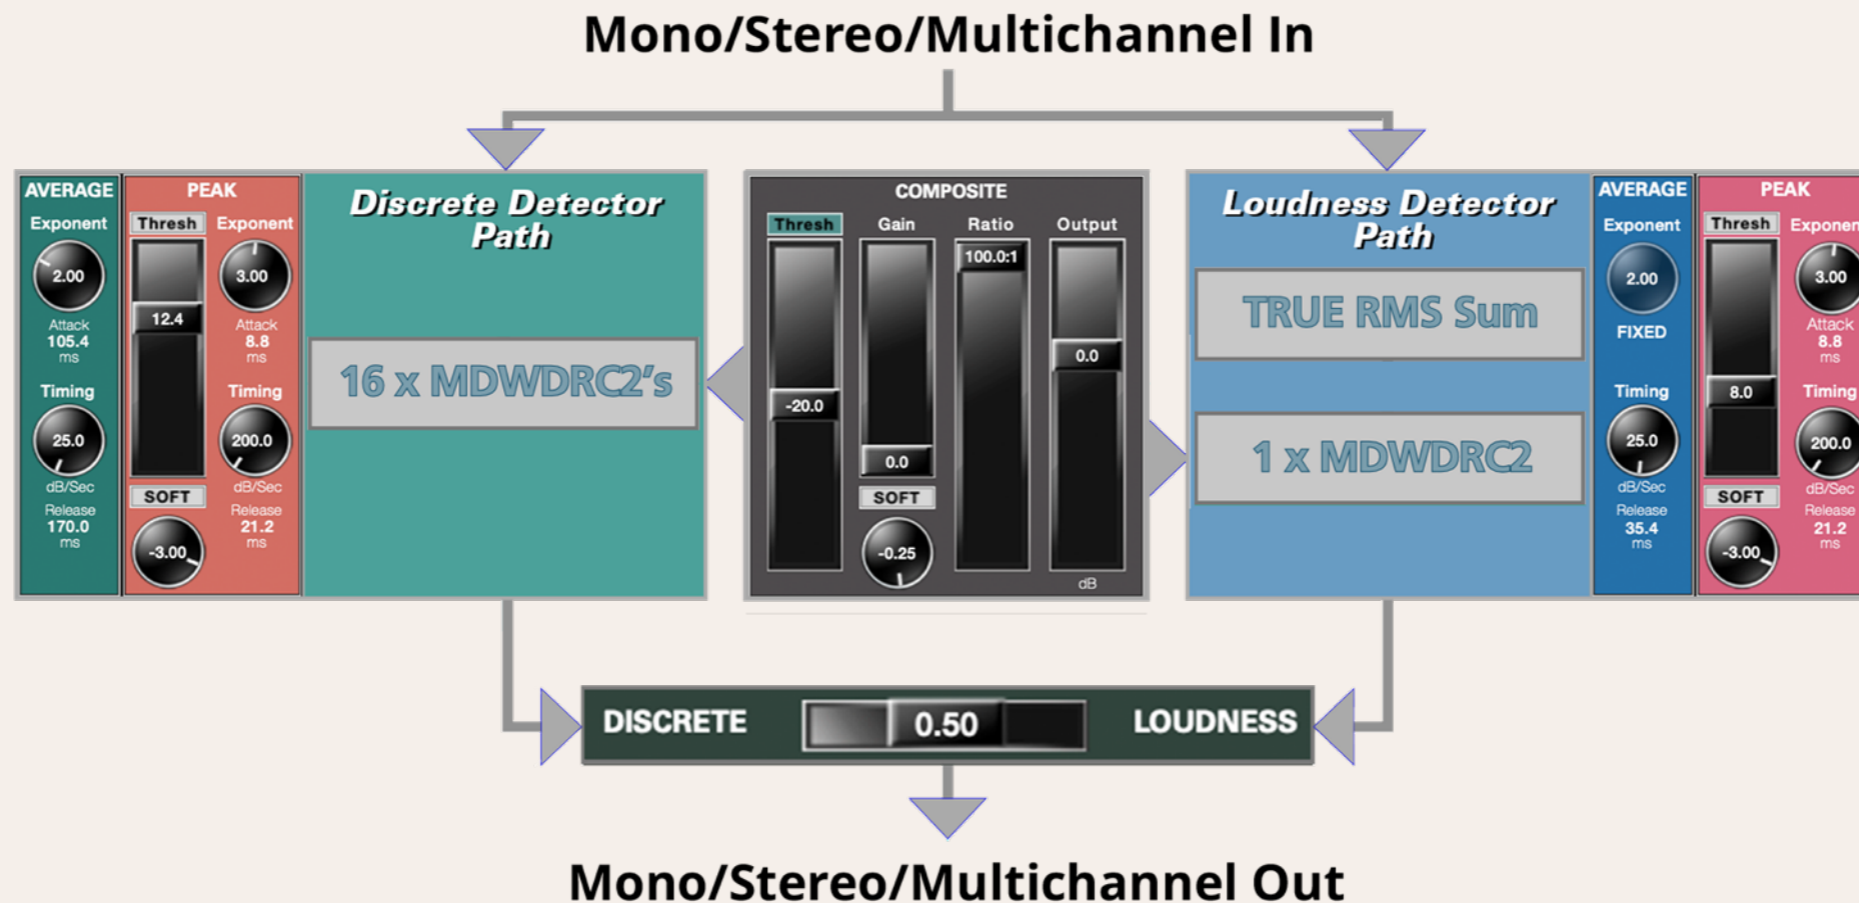 Mono/Stereo/Multichannel In
AVERAGE
Exponent
2.00
Attack
105.4
ms
Timing
25.0
dB/Sec
Release
170.0
ms
PEAK
Thresh
12.4
SOFT
-3.00
Exponent
3.00
Attack
8.8
ms
Timing
200.0
dB/Sec
Release
21.2
ms
Discrete Detector
Path
16 x MDWDRC2's
COMPOSITE
Thresh
-20.0
Gain
0.0
SOFT
-0.25
Ratio
100.0:1
Output
0.0
dB
Loudness Detector
Path
TRUE RMS Sum
1 x MDWDRC2
AVERAGE
Exponent
2.00
FIXED
Timing
25.0
dB/Sec
Release
35.4
ms
PEAK
Thresh
8.0
SOFT
-3.00
Exponen
3.00
Attack
8.8
ms
Timing
200.0
dB/Sec
Release
21.2
ms
DISCRETE
0.50
LOUDNESS
Mono/Stereo/Multichannel Out